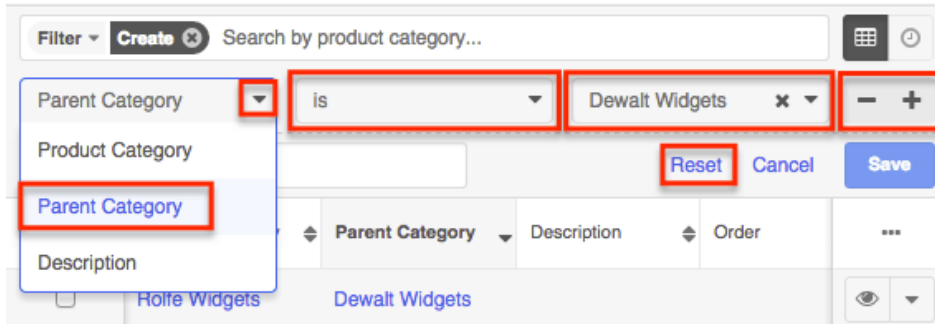 Filter Create Search by product category...
Parent Category is Dewalt Widgets
Product Category
Reset Cancel Save
Parent Category
Parent Category Description Order
Description
Rolfe Widgets Dewalt Widgets